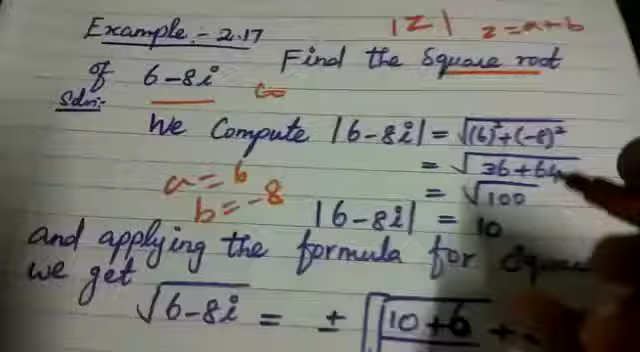 Example:- 2.17
|Z| z=a+b
Find the Square root
of 6-8i
Soln:-
We Compute |6-8i| = √(6)²+(-8)²
= √36+64
a=6
= √100
b=-8
|6-8i| = 10
and applying the formula for Square
we get
√6-8i = ± [√10+6 +